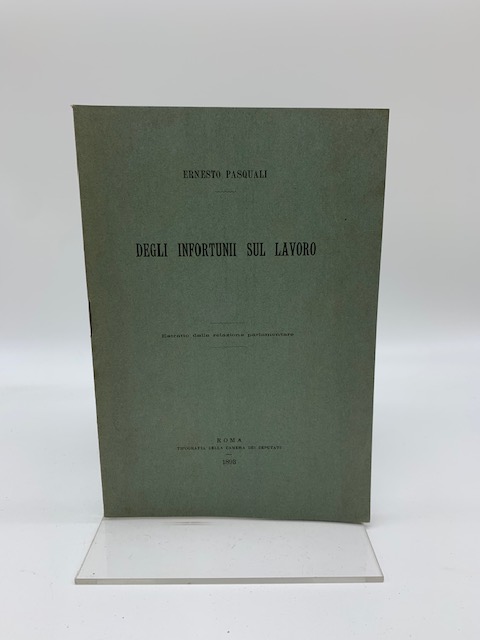 ERNESTO PASQUALI
DEGLI INFORTUNII SUL LAVORO
Estratto dalla relazione parlamentare
ROMA
TIPOGRAFIA DELLA CAMERA DEI DEPUTATI